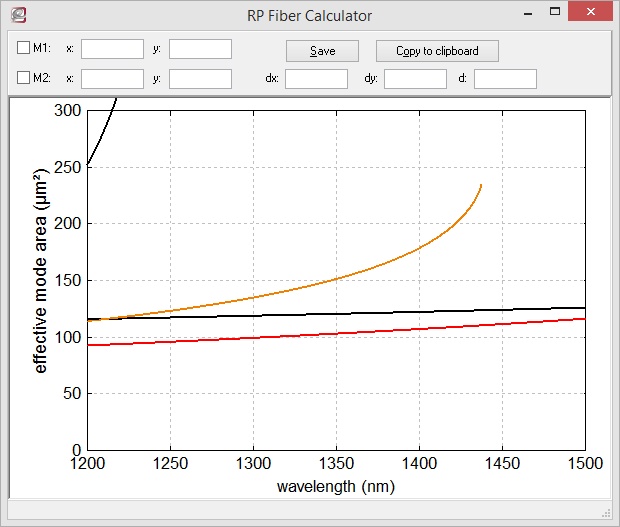 RP Fiber Calculator
M1: x: y: Save Copy to clipboard
M2: x: y: dx: dy: d:
300
250
200
150
100
50
0
effective mode area (µm²)
1200 1250 1300 1350 1400 1450 1500
wavelength (nm)